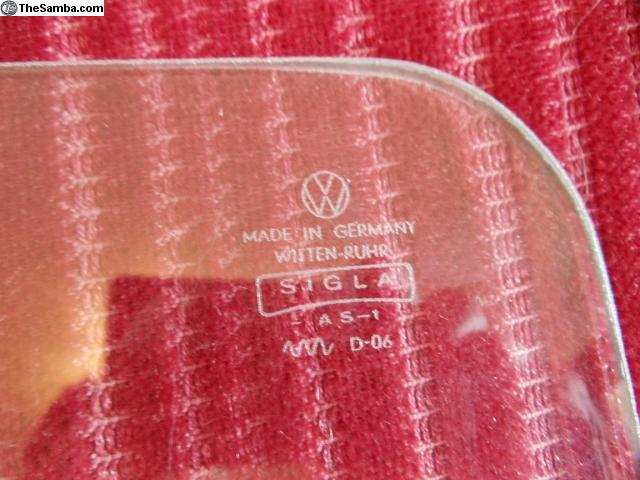 TheSamba.com
VW
MADE IN GERMANY
WITTEN-RUHR
SIGLA
AS-1
D-06